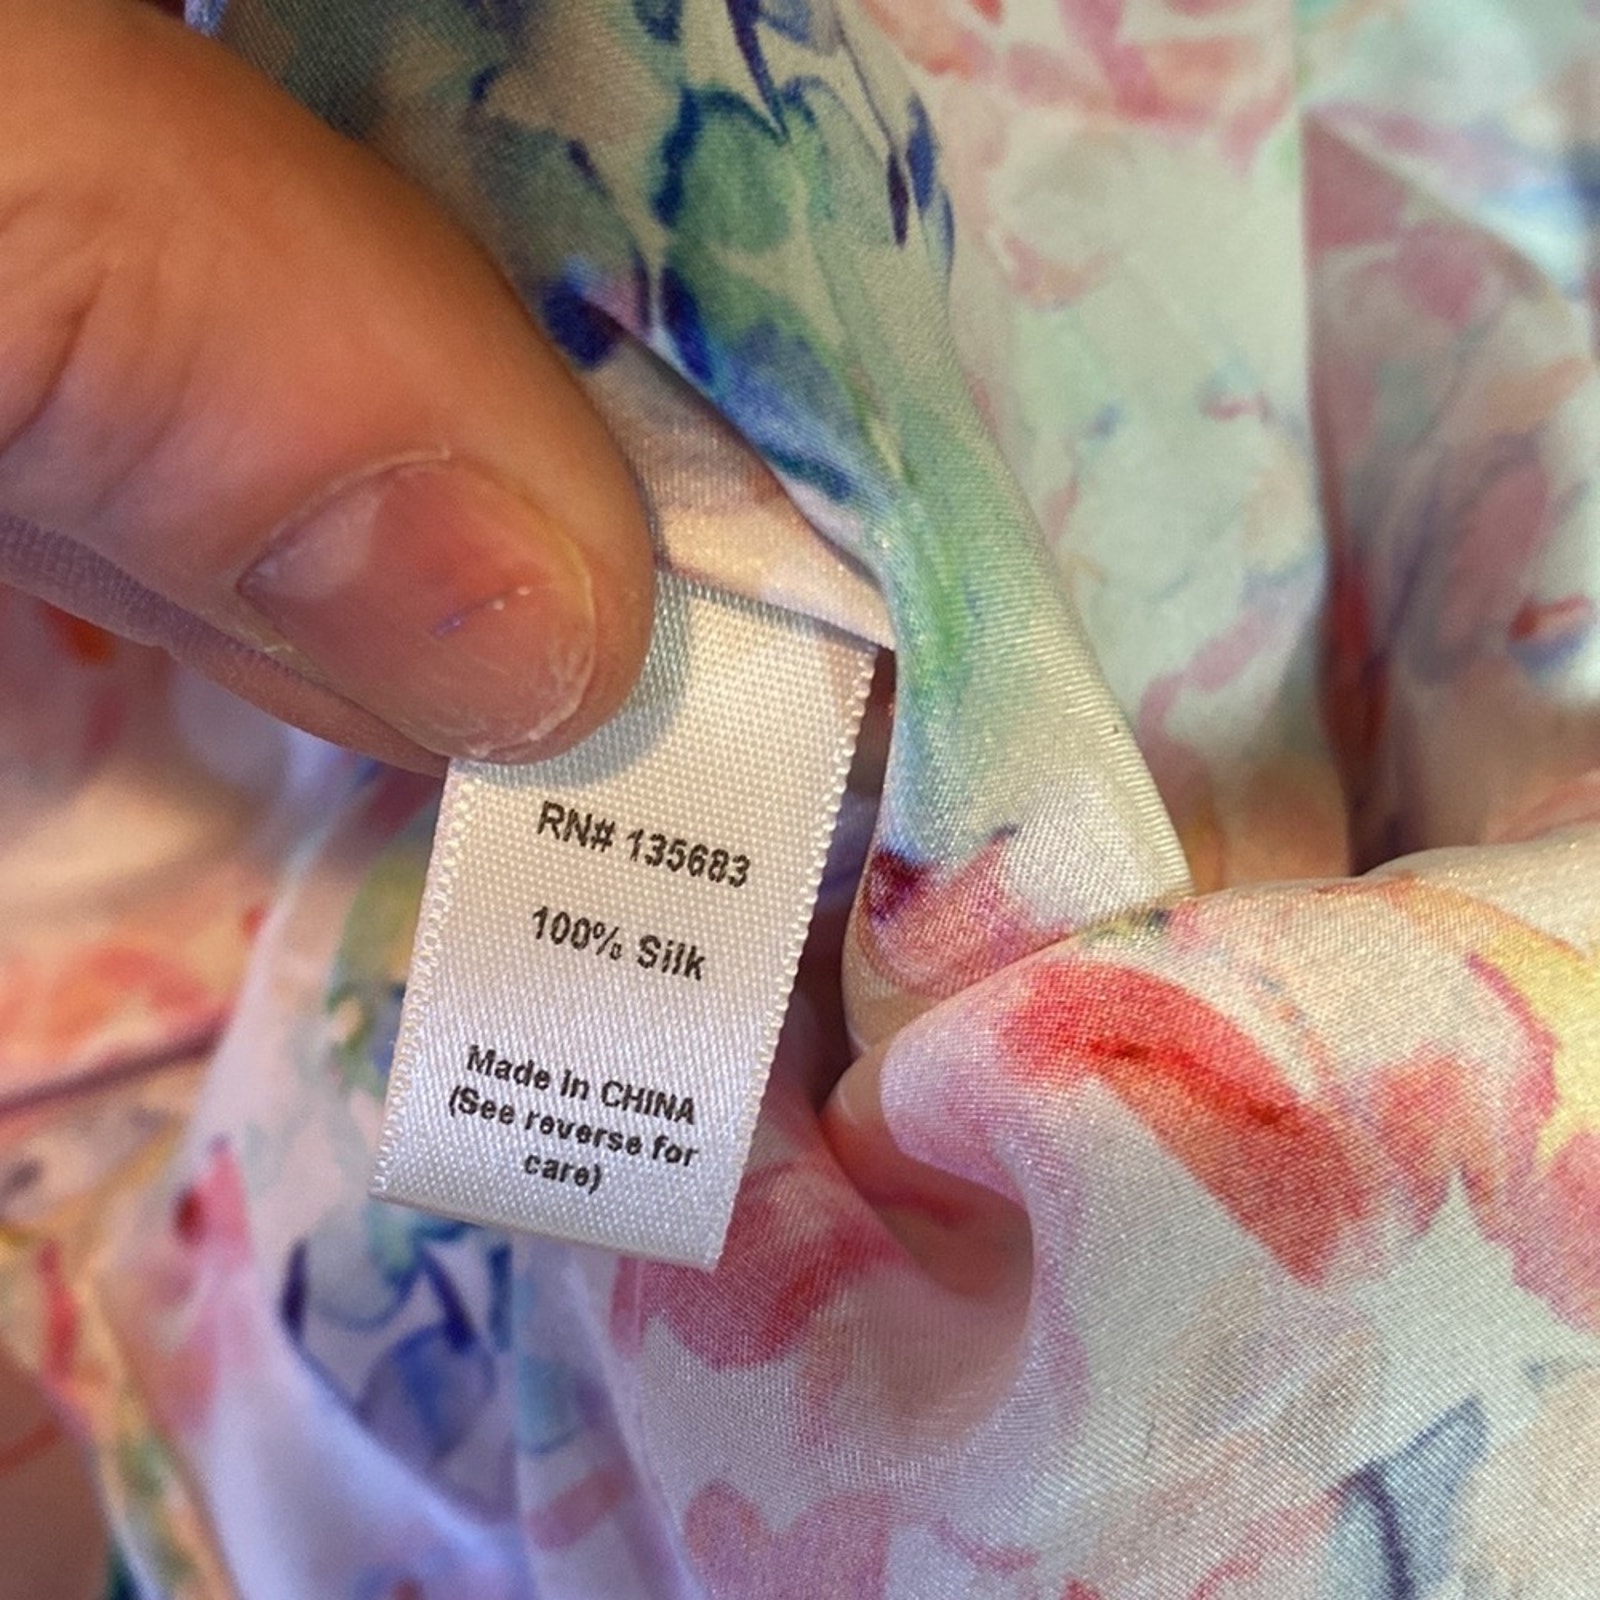 RN# 135683
100% Silk
Made in CHINA
(See reverse for
care)